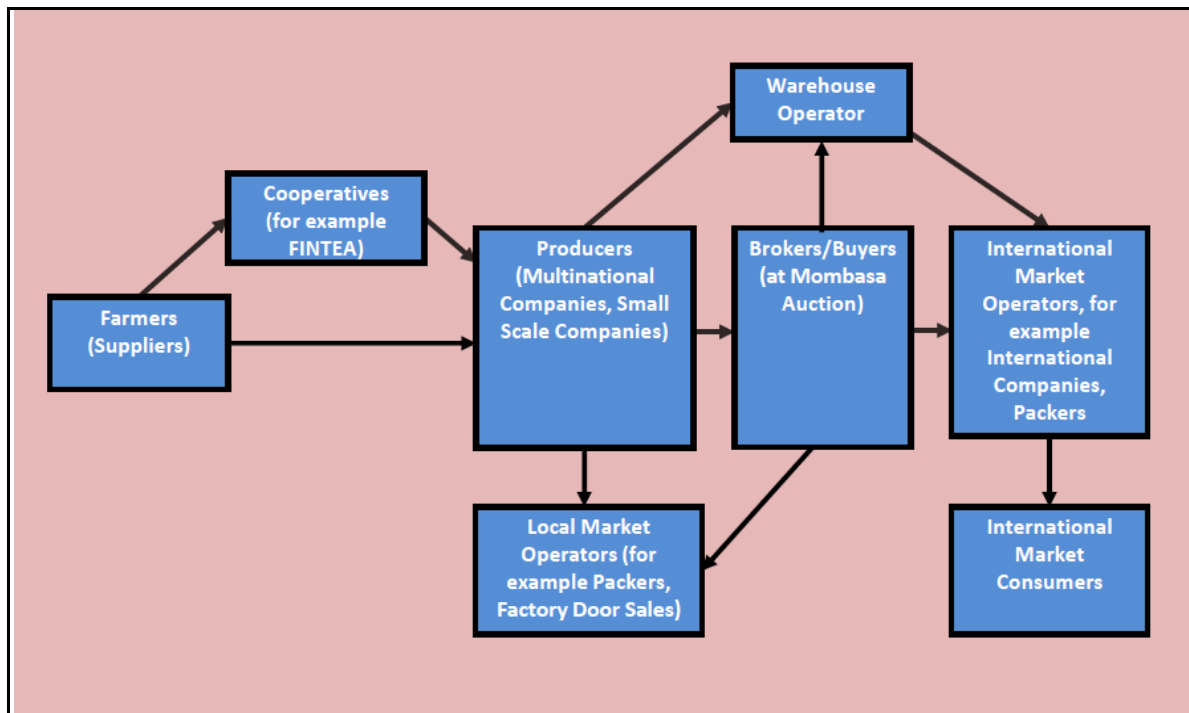 Warehouse
Operator
Cooperatives
(for example
FINTEA)
Farmers
(Suppliers)
Producers
(Multinational
Companies, Small
Scale Companies)
Brokers/Buyers
(at Mombasa
Auction)
International
Market
Operators, for
example
International
Companies,
Packers
Local Market
Operators (for
example Packers,
Factory Door Sales)
International
Market
Consumers